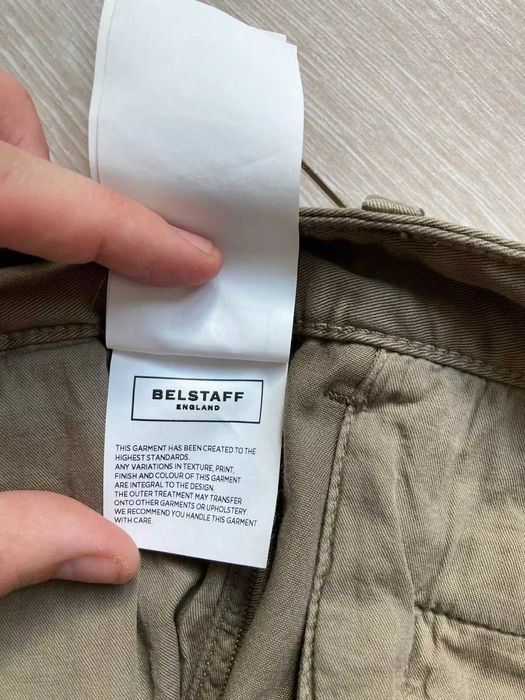 BELSTAFF
ENGLAND
THIS GARMENT HAS BEEN CREATED TO THE
HIGHEST STANDARDS.
ANY VARIATIONS IN TEXTURE, PRINT,
FINISH AND COLOUR OF THIS GARMENT
ARE INTEGRAL TO THE DESIGN.
THE OUTER TREATMENT MAY TRANSFER
ONTO OTHER GARMENTS OR UPHOLSTERY.
WE RECOMMEND YOU HANDLE THIS GARMENT
WITH CARE.